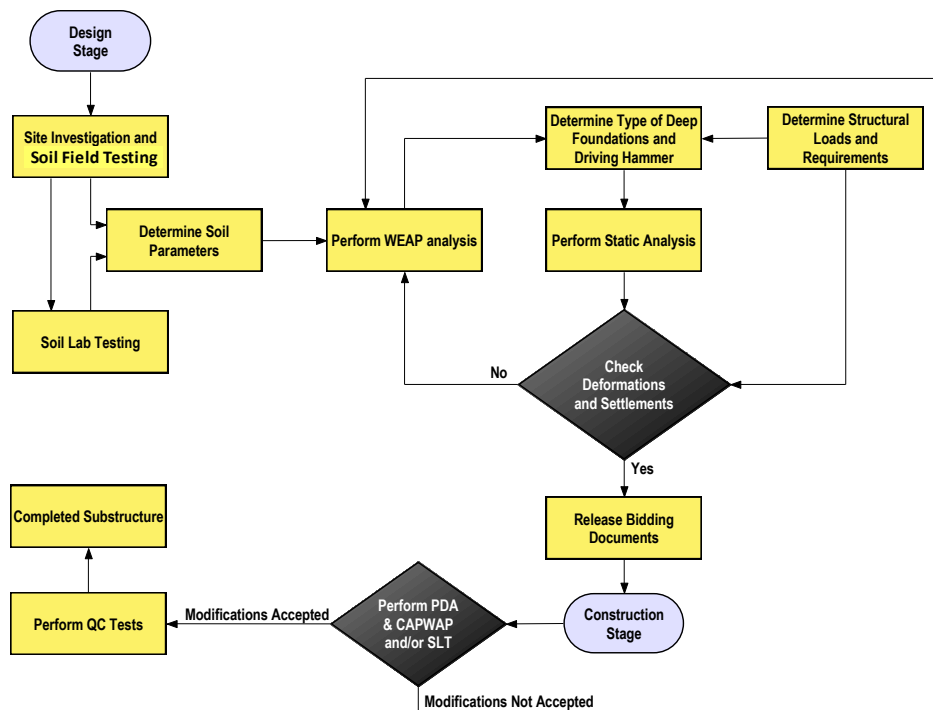 Design
Stage
Site Investigation and
Soil Field Testing
Determine Type of Deep
Foundations and
Driving Hammer
Determine Structural
Loads and
Requirements
Determine Soil
Parameters
Perform WEAP analysis
Perform Static Analysis
Soil Lab Testing
No
Check
Deformations
and Settlements
Yes
Completed Substructure
Release Bidding
Documents
Perform QC Tests
Modifications Accepted
Perform PDA
& CAPWAP
and/or SLT
Construction
Stage
Modifications Not Accepted